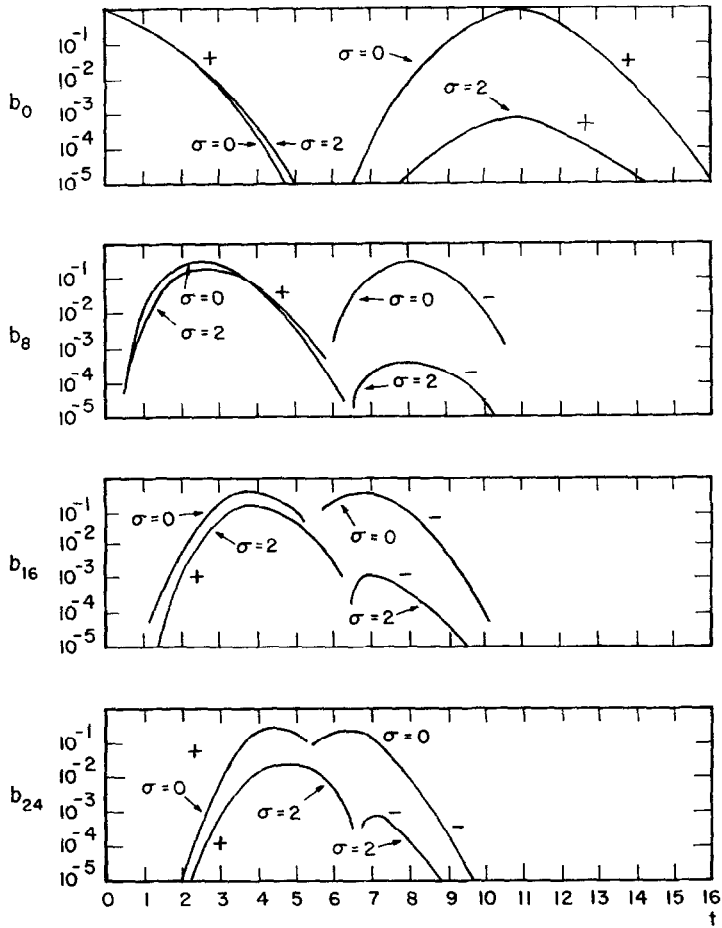 + σ=0 +
10⁻¹
10⁻² σ=2
b₀ 10⁻³ +
10⁻⁴ σ=0 σ=2
10⁻⁵
10⁻¹ σ=0 + σ=0 −
10⁻² σ=2
b₈ 10⁻³
10⁻⁴ σ=2 −
10⁻⁵
10⁻¹ σ=0 σ=0 −
10⁻² σ=2
b₁₆ 10⁻³ + −
10⁻⁴ σ=2
10⁻⁵
10⁻¹ + σ=0
10⁻² σ=0
b₂₄ 10⁻³ σ=2 − −
10⁻⁴ + σ=2
10⁻⁵
0 1 2 3 4 5 6 7 8 9 10 11 12 13 14 15 16
t